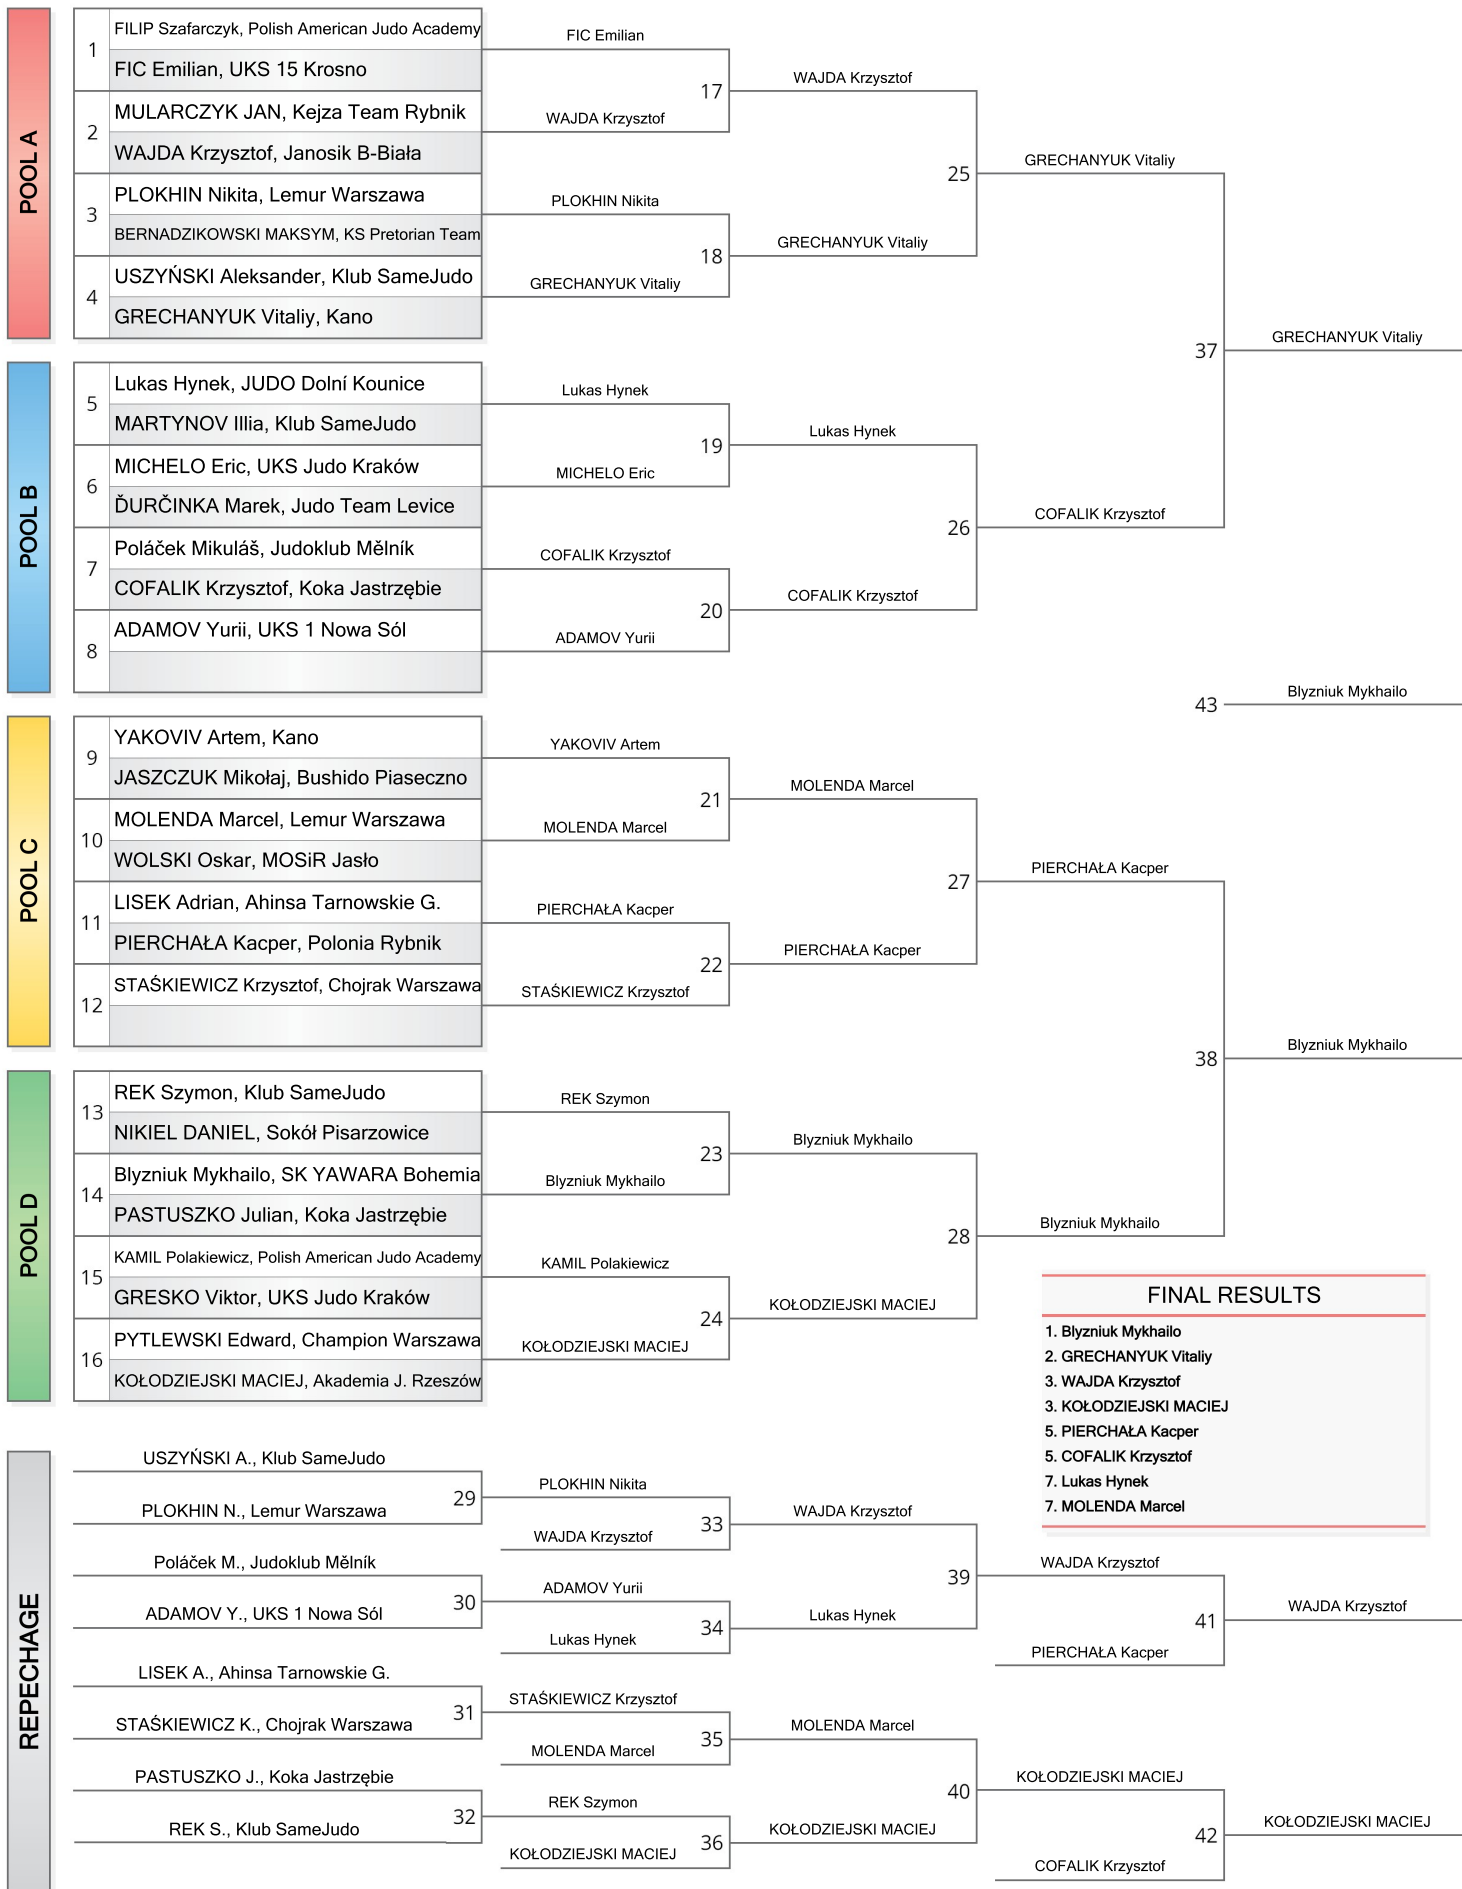 POOL A
1
FILIP Szafarczyk, Polish American Judo Academy
FIC Emilian, UKS 15 Krosno
2
MULARCZYK JAN, Kejza Team Rybnik
WAJDA Krzysztof, Janosik B-Biała
3
PLOKHIN Nikita, Lemur Warszawa
BERNADZIKOWSKI MAKSYM, KS Pretorian Team
4
USZYŃSKI Aleksander, Klub SameJudo
GRECHANYUK Vitaliy, Kano
FIC Emilian
17
WAJDA Krzysztof
PLOKHIN Nikita
18
GRECHANYUK Vitaliy
WAJDA Krzysztof
25
GRECHANYUK Vitaliy
GRECHANYUK Vitaliy
POOL B
5
Lukas Hynek, JUDO Dolní Kounice
MARTYNOV Illia, Klub SameJudo
6
MICHELO Eric, UKS Judo Kraków
ĎURČINKA Marek, Judo Team Levice
7
Poláček Mikuláš, Judoklub Mělník
COFALIK Krzysztof, Koka Jastrzębie
8
ADAMOV Yurii, UKS 1 Nowa Sól
Lukas Hynek
19
MICHELO Eric
COFALIK Krzysztof
20
ADAMOV Yurii
Lukas Hynek
26
COFALIK Krzysztof
COFALIK Krzysztof
37
GRECHANYUK Vitaliy
43
Blyzniuk Mykhailo
POOL C
9
YAKOVIV Artem, Kano
JASZCZUK Mikołaj, Bushido Piaseczno
10
MOLENDA Marcel, Lemur Warszawa
WOLSKI Oskar, MOSiR Jasło
11
LISEK Adrian, Ahinsa Tarnowskie G.
PIERCHAŁA Kacper, Polonia Rybnik
12
STAŚKIEWICZ Krzysztof, Chojrak Warszawa
YAKOVIV Artem
21
MOLENDA Marcel
PIERCHAŁA Kacper
22
STAŚKIEWICZ Krzysztof
MOLENDA Marcel
27
PIERCHAŁA Kacper
PIERCHAŁA Kacper
38
Blyzniuk Mykhailo
POOL D
13
REK Szymon, Klub SameJudo
NIKIEL DANIEL, Sokół Pisarzowice
14
Blyzniuk Mykhailo, SK YAWARA Bohemia
PASTUSZKO Julian, Koka Jastrzębie
15
KAMIL Polakiewicz, Polish American Judo Academy
GRESKO Viktor, UKS Judo Kraków
16
PYTLEWSKI Edward, Champion Warszawa
KOŁODZIEJSKI MACIEJ, Akademia J. Rzeszów
REK Szymon
23
Blyzniuk Mykhailo
KAMIL Polakiewicz
24
KOŁODZIEJSKI MACIEJ
Blyzniuk Mykhailo
28
KOŁODZIEJSKI MACIEJ
Blyzniuk Mykhailo
FINAL RESULTS
1. Blyzniuk Mykhailo
2. GRECHANYUK Vitaliy
3. WAJDA Krzysztof
3. KOŁODZIEJSKI MACIEJ
5. PIERCHAŁA Kacper
5. COFALIK Krzysztof
7. Lukas Hynek
7. MOLENDA Marcel
REPECHAGE
USZYŃSKI A., Klub SameJudo
29
PLOKHIN N., Lemur Warszawa
Poláček M., Judoklub Mělník
30
ADAMOV Y., UKS 1 Nowa Sól
LISEK A., Ahinsa Tarnowskie G.
31
STAŚKIEWICZ K., Chojrak Warszawa
PASTUSZKO J., Koka Jastrzębie
32
REK S., Klub SameJudo
PLOKHIN Nikita
33
WAJDA Krzysztof
ADAMOV Yurii
34
Lukas Hynek
STAŚKIEWICZ Krzysztof
35
MOLENDA Marcel
REK Szymon
36
KOŁODZIEJSKI MACIEJ
WAJDA Krzysztof
39
Lukas Hynek
MOLENDA Marcel
40
KOŁODZIEJSKI MACIEJ
WAJDA Krzysztof
41
PIERCHAŁA Kacper
KOŁODZIEJSKI MACIEJ
42
COFALIK Krzysztof
WAJDA Krzysztof
KOŁODZIEJSKI MACIEJ